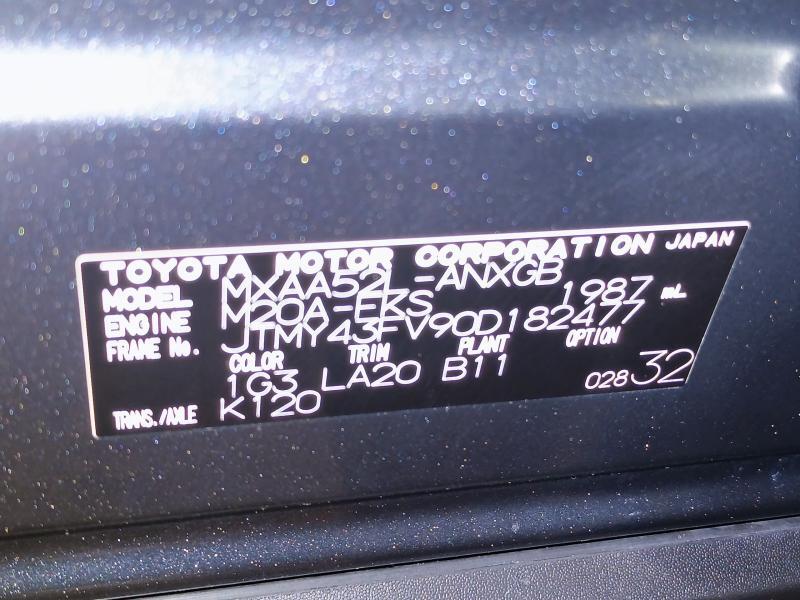 TOYOTA MOTOR CORPORATION JAPAN
MODEL MXAA52L-ANXGB
ENGINE M20A-FKS 1987 mL
FRAME No. JTMY43FV90D182477
COLOR TRIM PLANT OPTION
1G3 LA20 B11
TRANS./AXLE K120 028 32